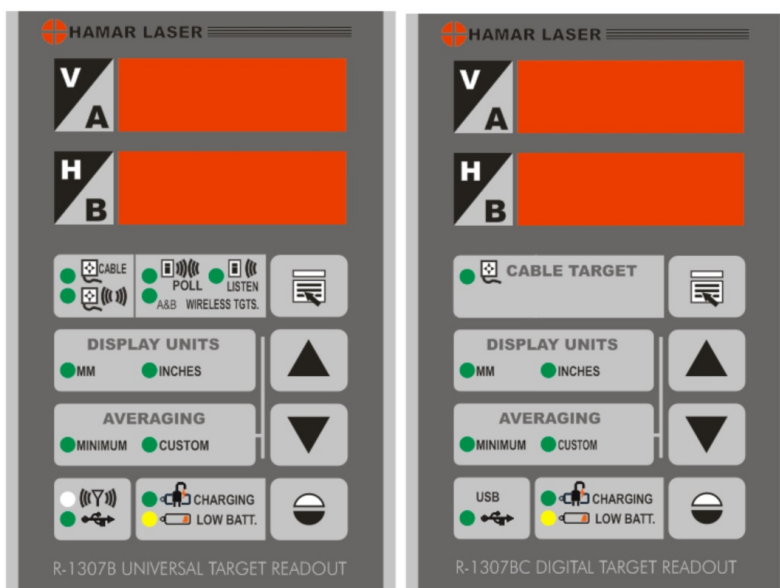 HAMAR LASER
V
A
H
B
CABLE
POLL
LISTEN
A&B WIRELESS TGTS.
DISPLAY UNITS
MM INCHES
AVERAGING
MINIMUM CUSTOM
CHARGING
LOW BATT.
R-1307B UNIVERSAL TARGET READOUT
HAMAR LASER
V
A
H
B
CABLE TARGET
DISPLAY UNITS
MM INCHES
AVERAGING
MINIMUM CUSTOM
USB
CHARGING
LOW BATT.
R-1307BC DIGITAL TARGET READOUT